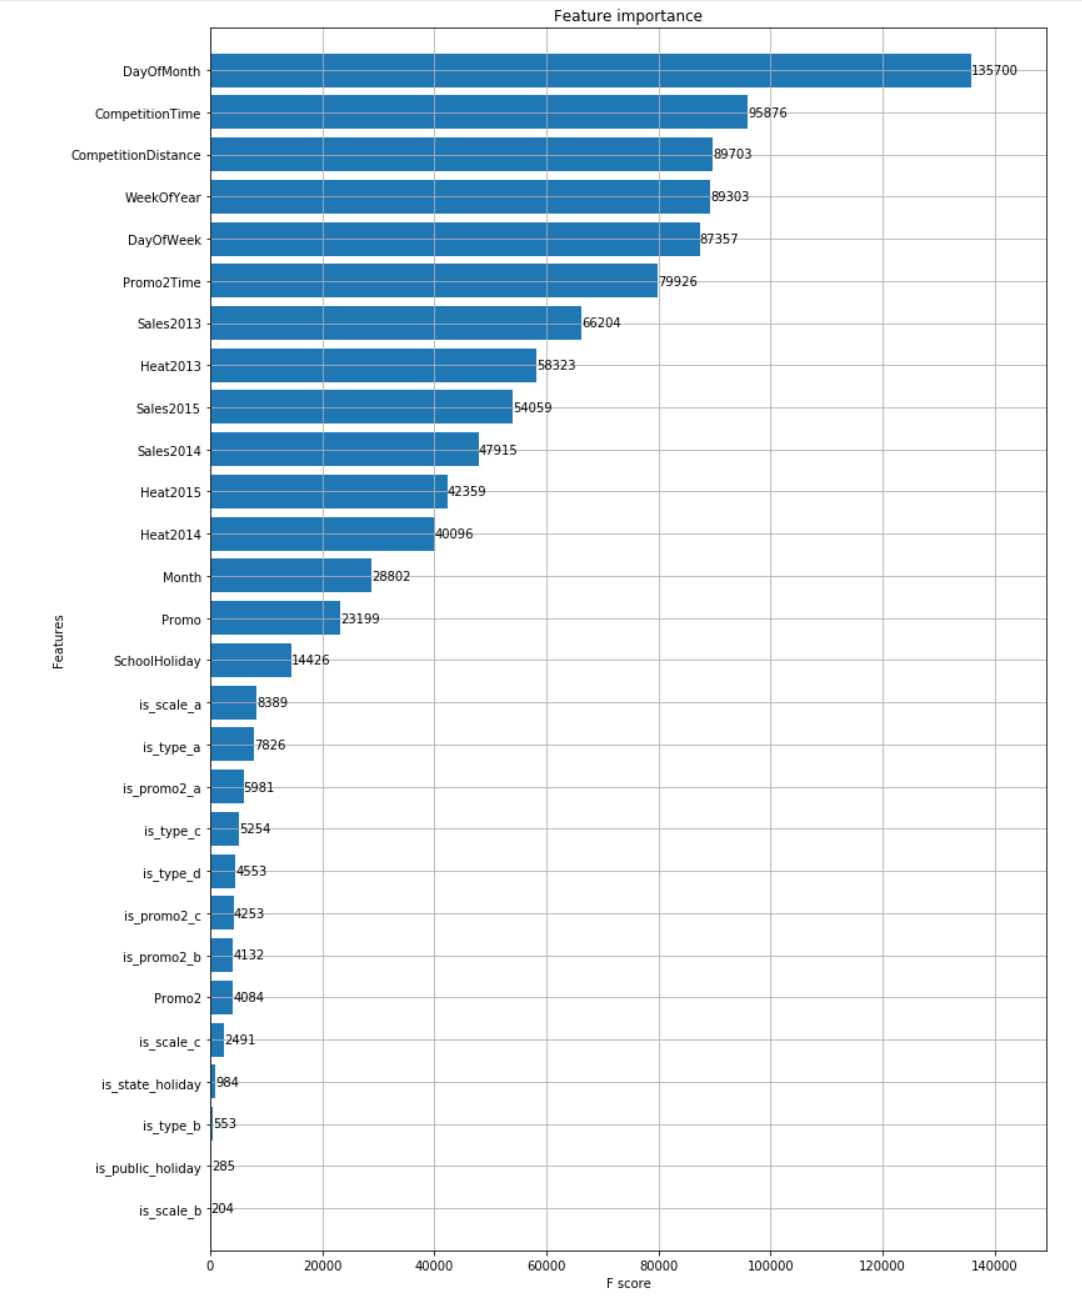 Feature importance
DayOfMonth 135700
CompetitionTime 95876
CompetitionDistance 89703
WeekOfYear 89303
DayOfWeek 87357
Promo2Time 79926
Sales2013 66204
Heat2013 58323
Sales2015 54059
Sales2014 47915
Heat2015 42359
Heat2014 40096
Month 28802
Promo 23199
SchoolHoliday 14426
is_scale_a 8389
is_type_a 7826
is_promo2_a 5981
is_type_c 5254
is_type_d 4553
is_promo2_c 4253
is_promo2_b 4132
Promo2 4084
is_scale_c 2491
is_state_holiday 984
is_type_b 553
is_public_holiday 285
is_scale_b 204
Features
0 20000 40000 60000 80000 100000 120000 140000
F score